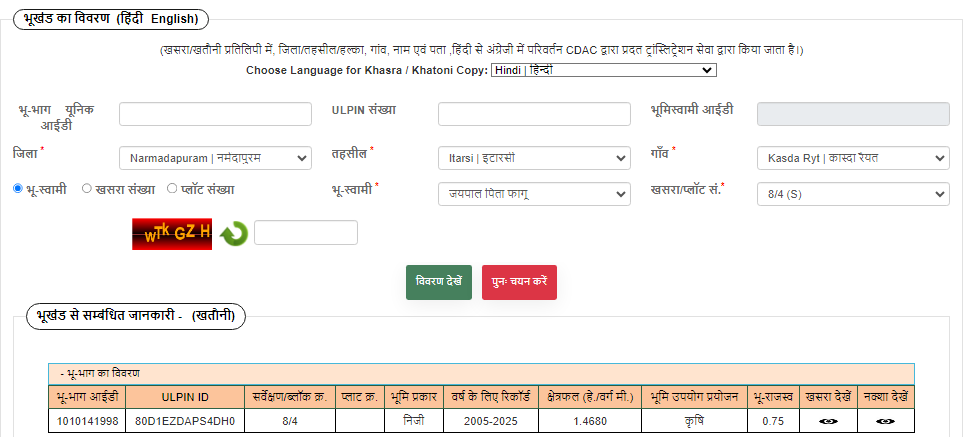 भूखंड का विवरण (हिंदी English)
(खसरा/खतौनी प्रतिलिपी में, जिला/तहसील/हल्का, गांव, नाम एवं पता ,हिंदी से अंग्रेजी में परिवर्तन CDAC द्वारा प्रदत ट्रांस्लिट्रेशन सेवा द्वारा किया जाता है।)
Choose Language for Khasra / Khatoni Copy: Hindi | हिन्दी
भू-भाग यूनिक आईडी ULPIN संख्या भूमिस्वामी आईडी
जिला * Narmadapuram | नर्मदापुरम तहसील * Itarsi | इटारसी गाँव * Kasda Ryt | कास्दा रैयत
भू-स्वामी खसरा संख्या प्लॉट संख्या भू-स्वामी * जयपाल पिता फागू खसरा/प्लॉट सं.* 8/4 (S)
wTk GZ H
विवरण देखें पुनः चयन करें
भूखंड से सम्बंधित जानकारी - (खतौनी)
- भू-भाग का विवरण
भू-भाग आईडी ULPIN ID सर्वेक्षण/ब्लॉक क्र. प्लाट क्र. भूमि प्रकार वर्ष के लिए रिकॉर्ड क्षेत्रफल (हे./वर्ग मी.) भूमि उपयोग प्रयोजन भू-राजस्व खसरा देखें नक्शा देखें
1010141998 80D1EZDAPS4DH0 8/4 निजी 2005-2025 1.4680 कृषि 0.75